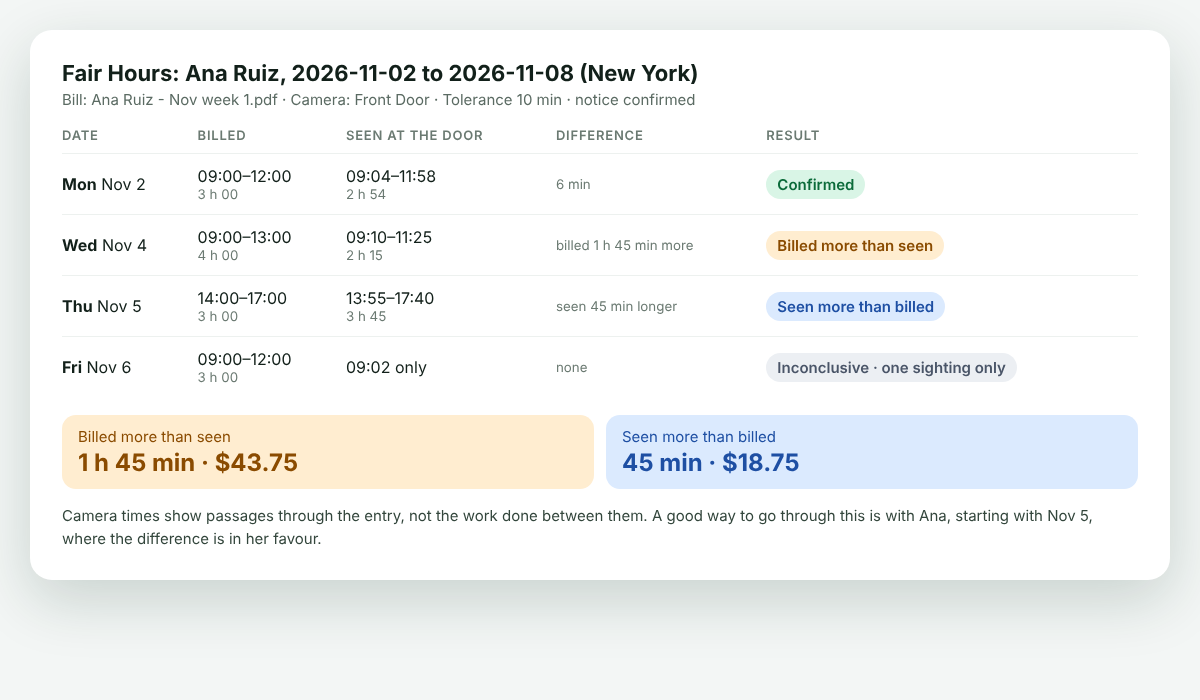 Fair Hours: Ana Ruiz, 2026-11-02 to 2026-11-08 (New York)
Bill: Ana Ruiz - Nov week 1.pdf · Camera: Front Door · Tolerance 10 min · notice confirmed
DATE BILLED SEEN AT THE DOOR DIFFERENCE RESULT
Mon Nov 2 09:00–12:00 09:04–11:58 6 min Confirmed
3 h 00 2 h 54
Wed Nov 4 09:00–13:00 09:10–11:25 billed 1 h 45 min more Billed more than seen
4 h 00 2 h 15
Thu Nov 5 14:00–17:00 13:55–17:40 seen 45 min longer Seen more than billed
3 h 00 3 h 45
Fri Nov 6 09:00–12:00 09:02 only none Inconclusive · one sighting only
3 h 00
Billed more than seen
1 h 45 min · $43.75
Seen more than billed
45 min · $18.75
Camera times show passages through the entry, not the work done between them. A good way to go through this is with Ana, starting with Nov 5,
where the difference is in her favour.